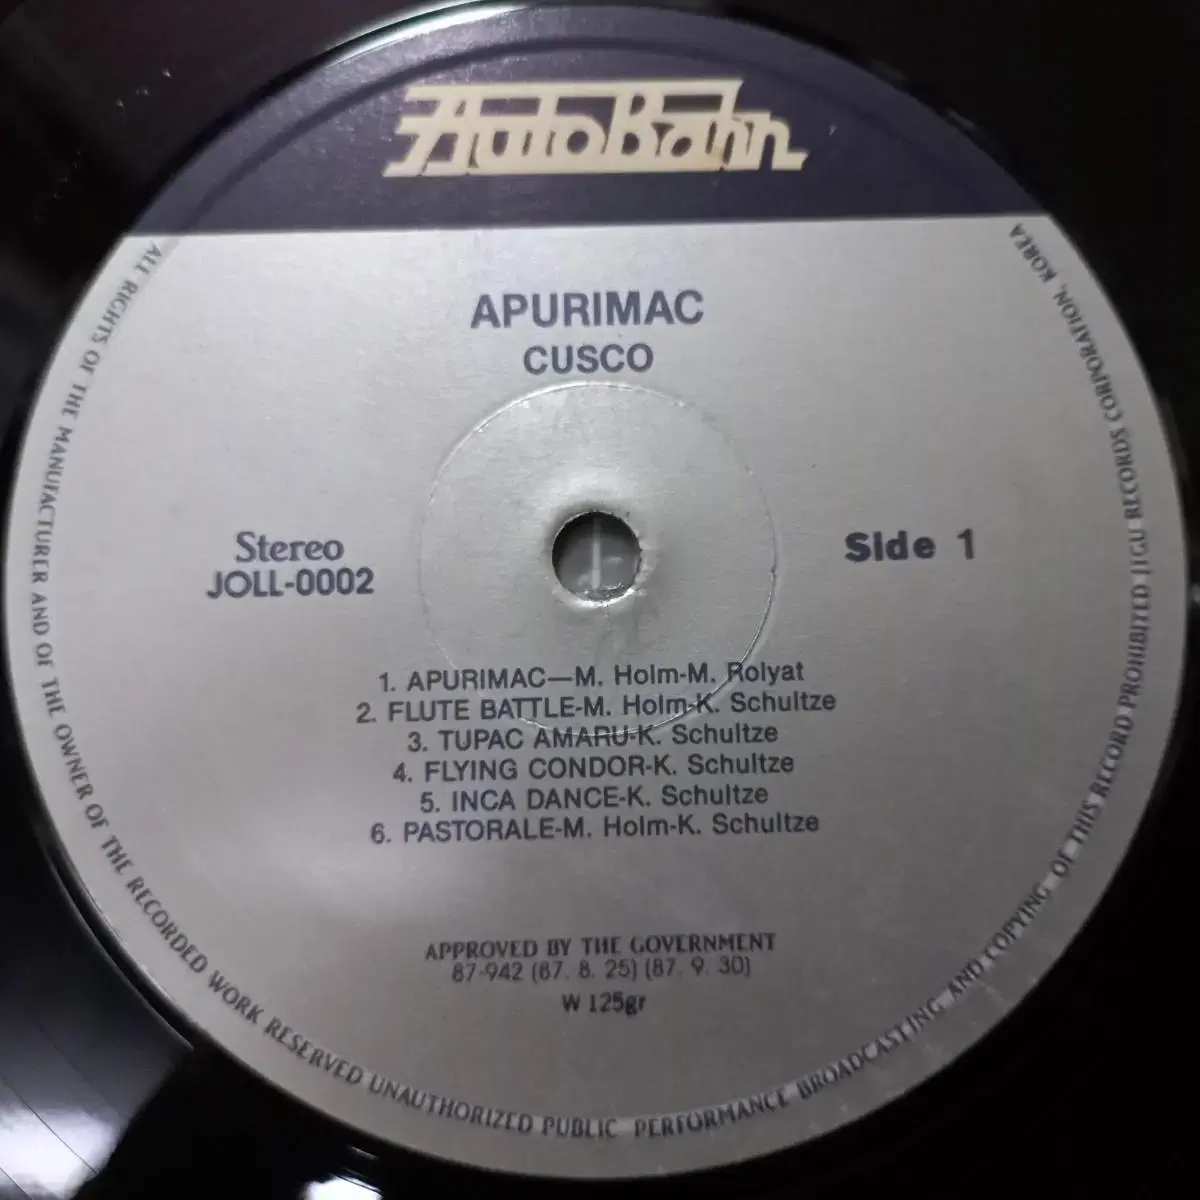 AutoBahn
APURIMAC
CUSCO
Stereo
JOLL-0002
Side 1
1. APURIMAC—M. Holm-M. Rolyat
2. FLUTE BATTLE-M. Holm-K. Schultze
3. TUPAC AMARU-K. Schultze
4. FLYING CONDOR-K. Schultze
5. INCA DANCE-K. Schultze
6. PASTORALE-M. Holm-K. Schultze
APPROVED BY THE GOVERNMENT
87-942 (87. 8. 25) (87. 9. 30)
W 125gr
ALL RIGHTS OF THE MANUFACTURER AND OF THE OWNER OF THE RECORDED WORK RESERVED UNAUTHORIZED PUBLIC PERFORMANCE BROADCASTING AND COPYING OF THIS RECORD PROHIBITED JIGU RECORDS CORPORATION, KOREA